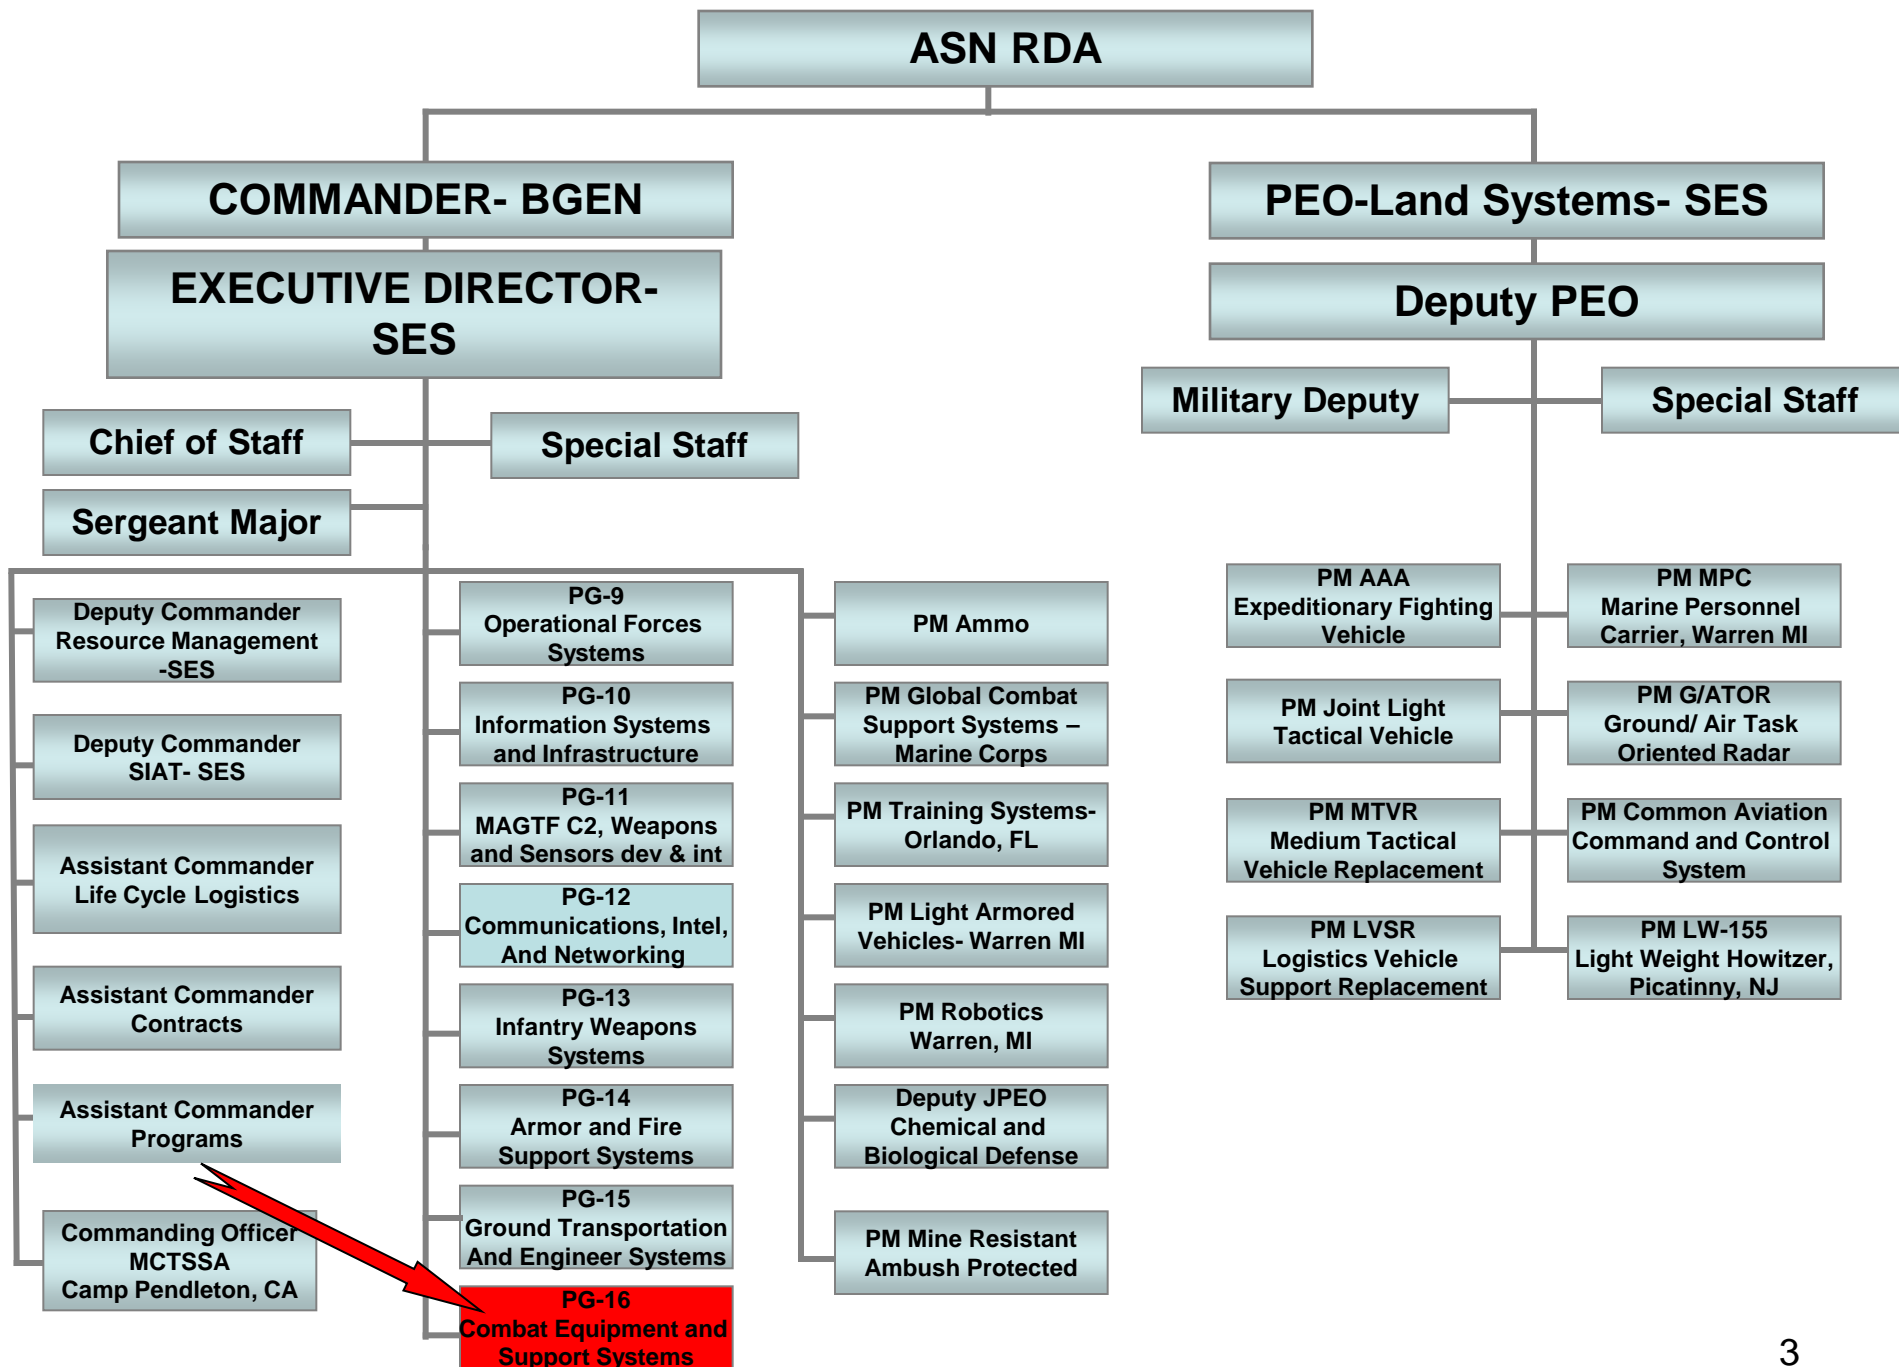 ASN RDA
COMMANDER- BGEN
EXECUTIVE DIRECTOR-
SES
Chief of Staff
Special Staff
Sergeant Major
Deputy Commander
Resource Management
-SES
Deputy Commander
SIAT- SES
Assistant Commander
Life Cycle Logistics
Assistant Commander
Contracts
Assistant Commander
Programs
Commanding Officer
MCTSSA
Camp Pendleton, CA
PG-9
Operational Forces
Systems
PG-10
Information Systems
and Infrastructure
PG-11
MAGTF C2, Weapons
and Sensors dev & int
PG-12
Communications, Intel,
And Networking
PG-13
Infantry Weapons
Systems
PG-14
Armor and Fire
Support Systems
PG-15
Ground Transportation
And Engineer Systems
PG-16
Combat Equipment and
Support Systems
PM Ammo
PM Global Combat
Support Systems –
Marine Corps
PM Training Systems-
Orlando, FL
PM Light Armored
Vehicles- Warren MI
PM Robotics
Warren, MI
Deputy JPEO
Chemical and
Biological Defense
PM Mine Resistant
Ambush Protected
PEO-Land Systems- SES
Deputy PEO
Military Deputy
Special Staff
PM AAA
Expeditionary Fighting
Vehicle
PM Joint Light
Tactical Vehicle
PM MTVR
Medium Tactical
Vehicle Replacement
PM LVSR
Logistics Vehicle
Support Replacement
PM MPC
Marine Personnel
Carrier, Warren MI
PM G/ATOR
Ground/ Air Task
Oriented Radar
PM Common Aviation
Command and Control
System
PM LW-155
Light Weight Howitzer,
Picatinny, NJ
3